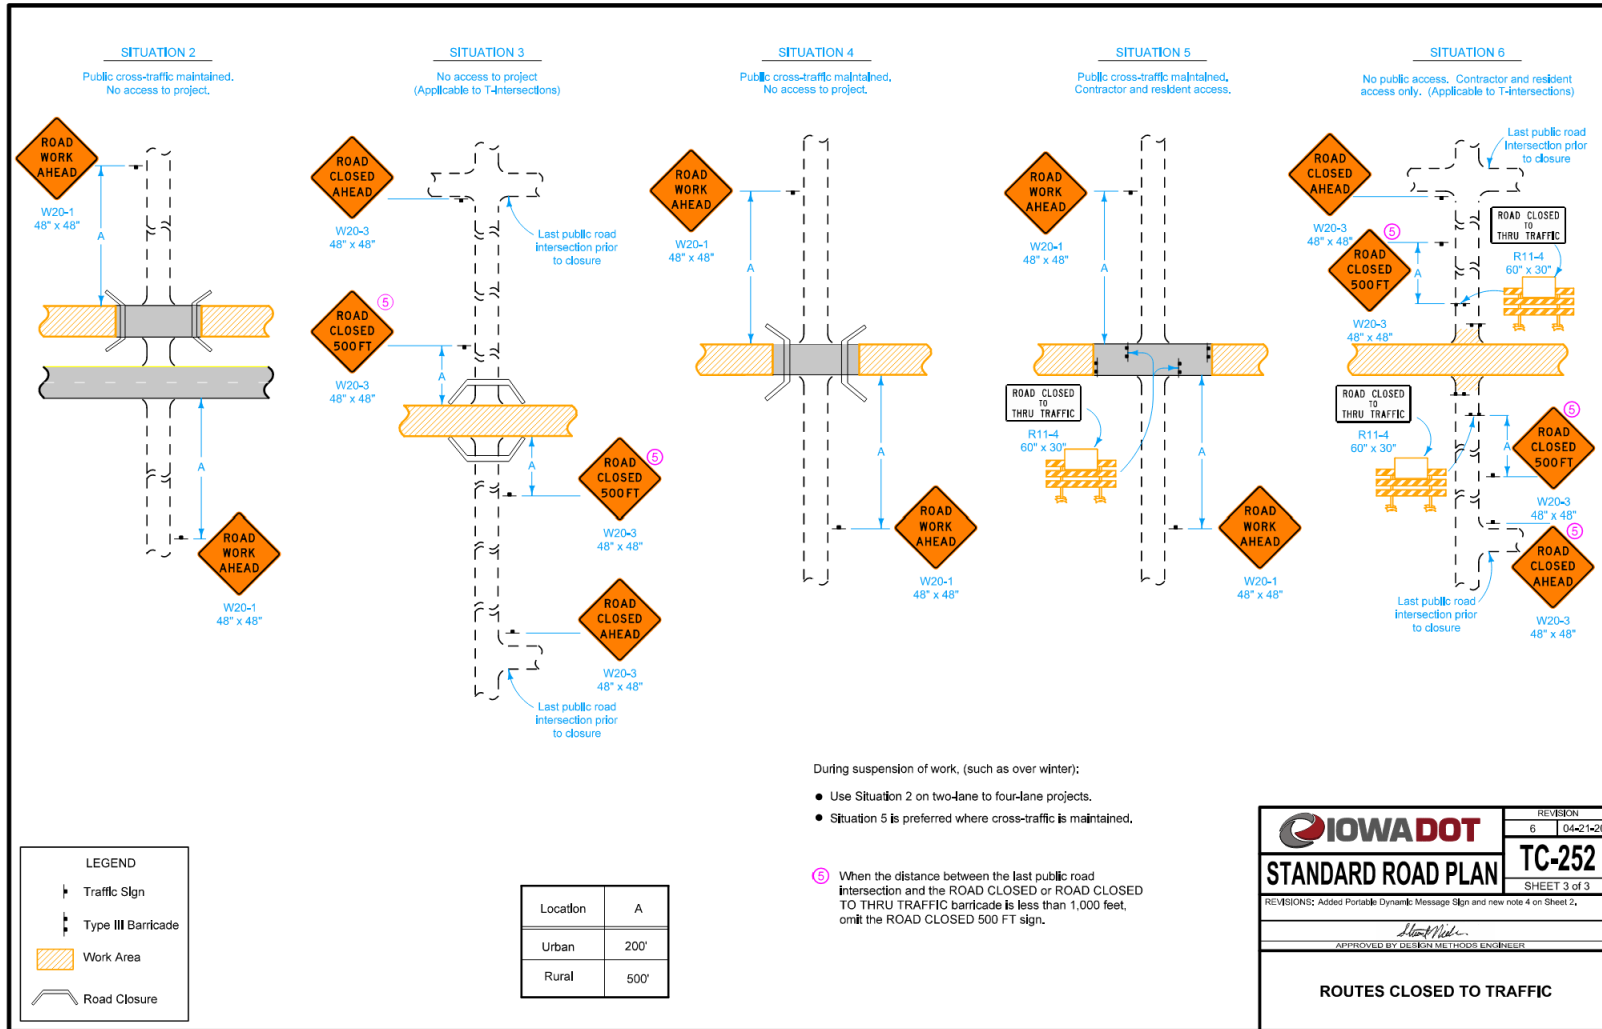 SITUATION 2
Public cross-traffic maintained.
No access to project.
ROAD
WORK
AHEAD
W20-1
48" x 48"
A
A
ROAD
WORK
AHEAD
W20-1
48" x 48"
SITUATION 3
No access to project
(Applicable to T-Intersections)
ROAD
CLOSED
AHEAD
W20-3
48" x 48"
Last public road
intersection prior
to closure
ROAD
CLOSED
500 FT
5
W20-3
48" x 48"
A
A
ROAD
CLOSED
500 FT
5
W20-3
48" x 48"
ROAD
CLOSED
AHEAD
W20-3
48" x 48"
Last public road
intersection prior
to closure
SITUATION 4
Public cross-traffic maintained,
No access to project.
ROAD
WORK
AHEAD
W20-1
48" x 48"
A
A
ROAD
WORK
AHEAD
W20-1
48" x 48"
SITUATION 5
Public cross-traffic maintained,
Contractor and resident access.
ROAD
WORK
AHEAD
W20-1
48" x 48"
A
ROAD CLOSED
TO
THRU TRAFFIC
R11-4
60" x 30"
A
ROAD
WORK
AHEAD
W20-1
48" x 48"
SITUATION 6
No public access. Contractor and resident
access only. (Applicable to T-intersections)
Last public road
intersection prior
to closure
ROAD
CLOSED
AHEAD
W20-3
48" x 48"
5
ROAD CLOSED
TO
THRU TRAFFIC
R11-4
60" x 30"
ROAD
CLOSED
500 FT
A
W20-3
48" x 48"
ROAD CLOSED
TO
THRU TRAFFIC
R11-4
60" x 30"
A
5
ROAD
CLOSED
500 FT
W20-3
48" x 48"
5
ROAD
CLOSED
AHEAD
W20-3
48" x 48"
Last public road
intersection prior
to closure
During suspension of work, (such as over winter):
● Use Situation 2 on two-lane to four-lane projects.
● Situation 5 is preferred where cross-traffic is maintained.
5 When the distance between the last public road
intersection and the ROAD CLOSED or ROAD CLOSED
TO THRU TRAFFIC barricade is less than 1,000 feet,
omit the ROAD CLOSED 500 FT sign.
LEGEND
Traffic Sign
Type III Barricade
Work Area
Road Closure
Location A
Urban 200'
Rural 500'
IOWADOT
STANDARD ROAD PLAN
REVISION
6 04-21-20
TC-252
SHEET 3 of 3
REVISIONS: Added Portable Dynamic Message Sign and new note 4 on Sheet 2.
APPROVED BY DESIGN METHODS ENGINEER
ROUTES CLOSED TO TRAFFIC